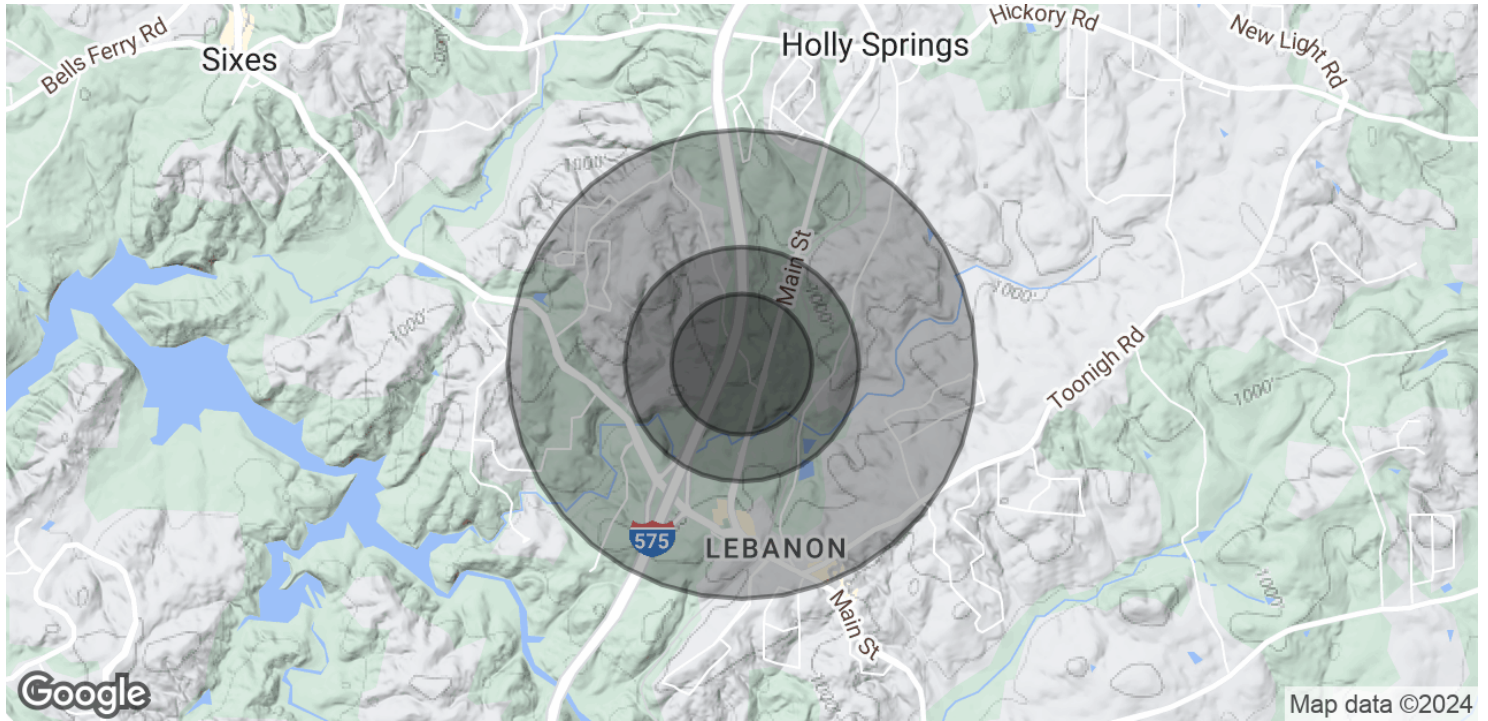 Hickory Rd
New Light Rd
Bells Ferry Rd
Sixes
Holly Springs
1000'
Main St
1000'
1000'
1000'
Toonigh Rd
1000'
575
LEBANON
1000'
Main St
1000'
Google
Map data ©2024